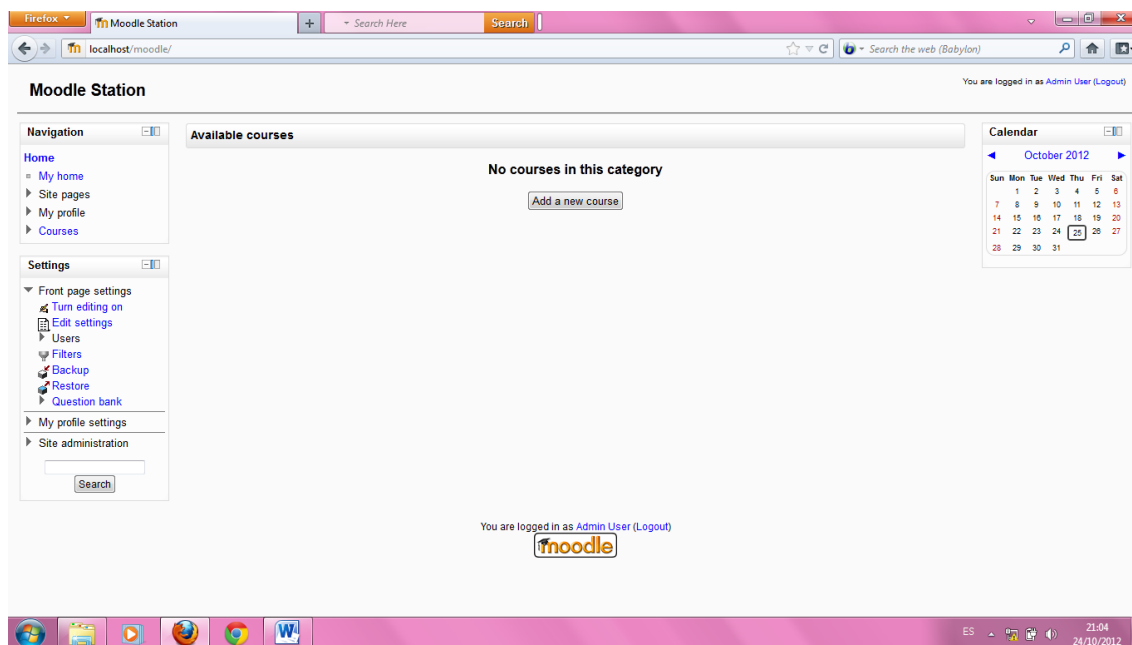 Firefox
Moodle Station
+
Search Here
Search
localhost/moodle/
Search the web (Babylon)
Moodle Station
You are logged in as Admin User (Logout)
Navigation
Home
My home
Site pages
My profile
Courses
Settings
Front page settings
Turn editing on
Edit settings
Users
Filters
Backup
Restore
Question bank
My profile settings
Site administration
Search
Available courses
No courses in this category
Add a new course
Calendar
October 2012
Sun Mon Tue Wed Thu Fri Sat
1 2 3 4 5 6
7 8 9 10 11 12 13
14 15 16 17 18 19 20
21 22 23 24 25 26 27
28 29 30 31
You are logged in as Admin User (Logout)
moodle
ES
21:04
24/10/2012